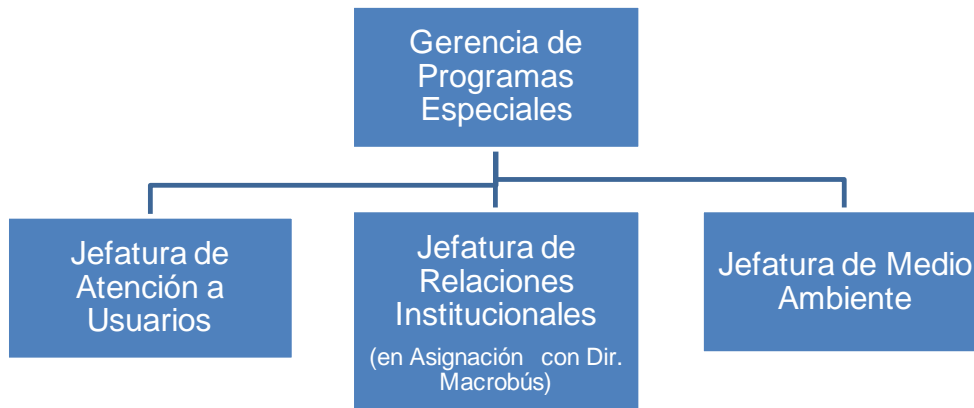 Gerencia de
Programas
Especiales
Jefatura de
Atención a
Usuarios
Jefatura de
Relaciones
Institucionales
(en Asignación con Dir.
Macrobús)
Jefatura de Medio
Ambiente